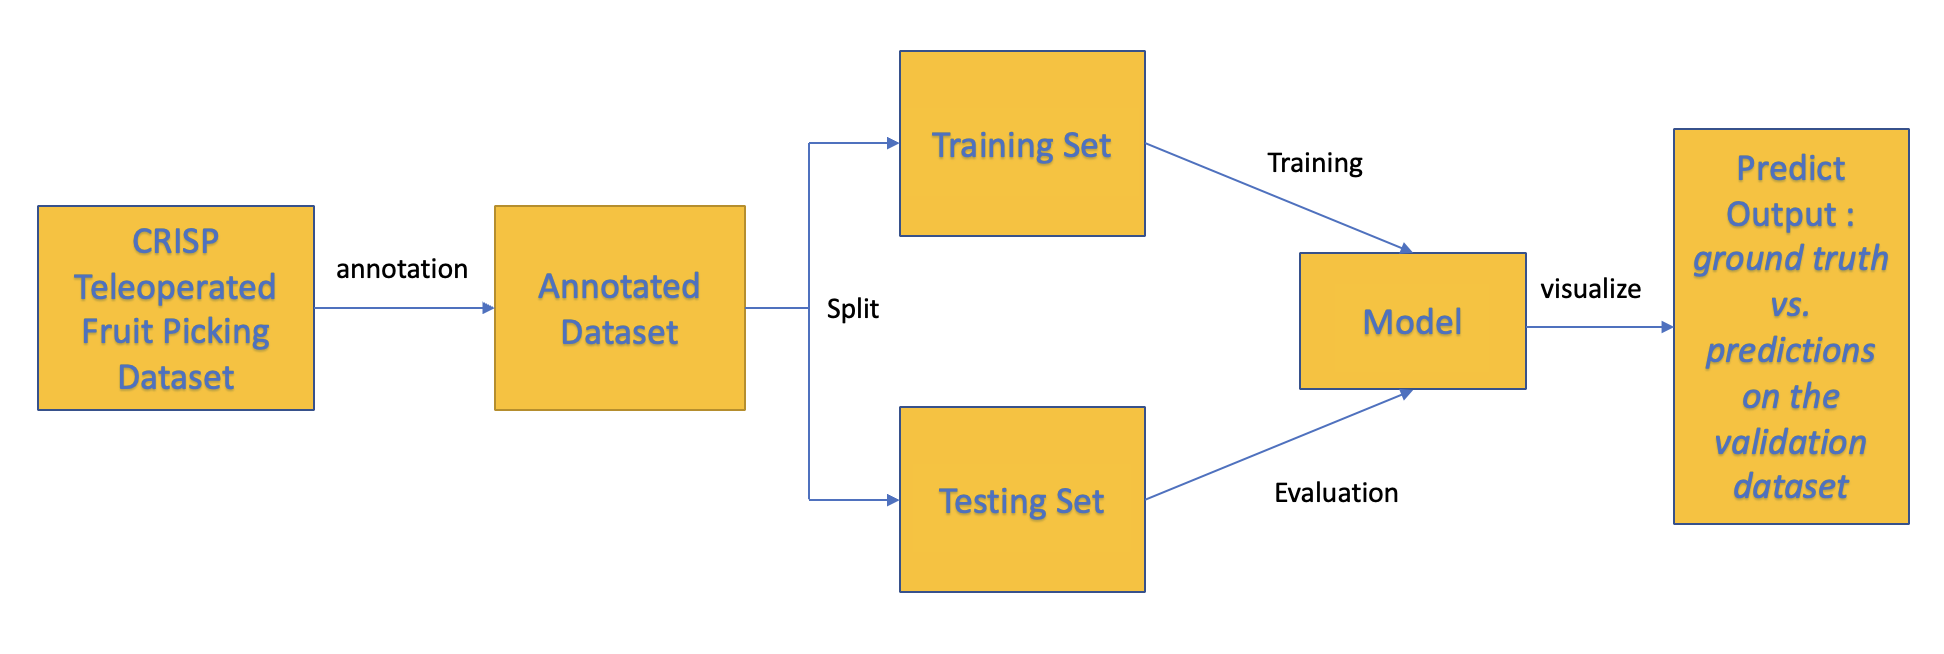 CRISP
Teleoperated
Fruit Picking
Dataset
annotation
Annotated
Dataset
Split
Training Set
Testing Set
Training
Evaluation
Model
visualize
Predict
Output :
ground truth
vs.
predictions
on the
validation
dataset